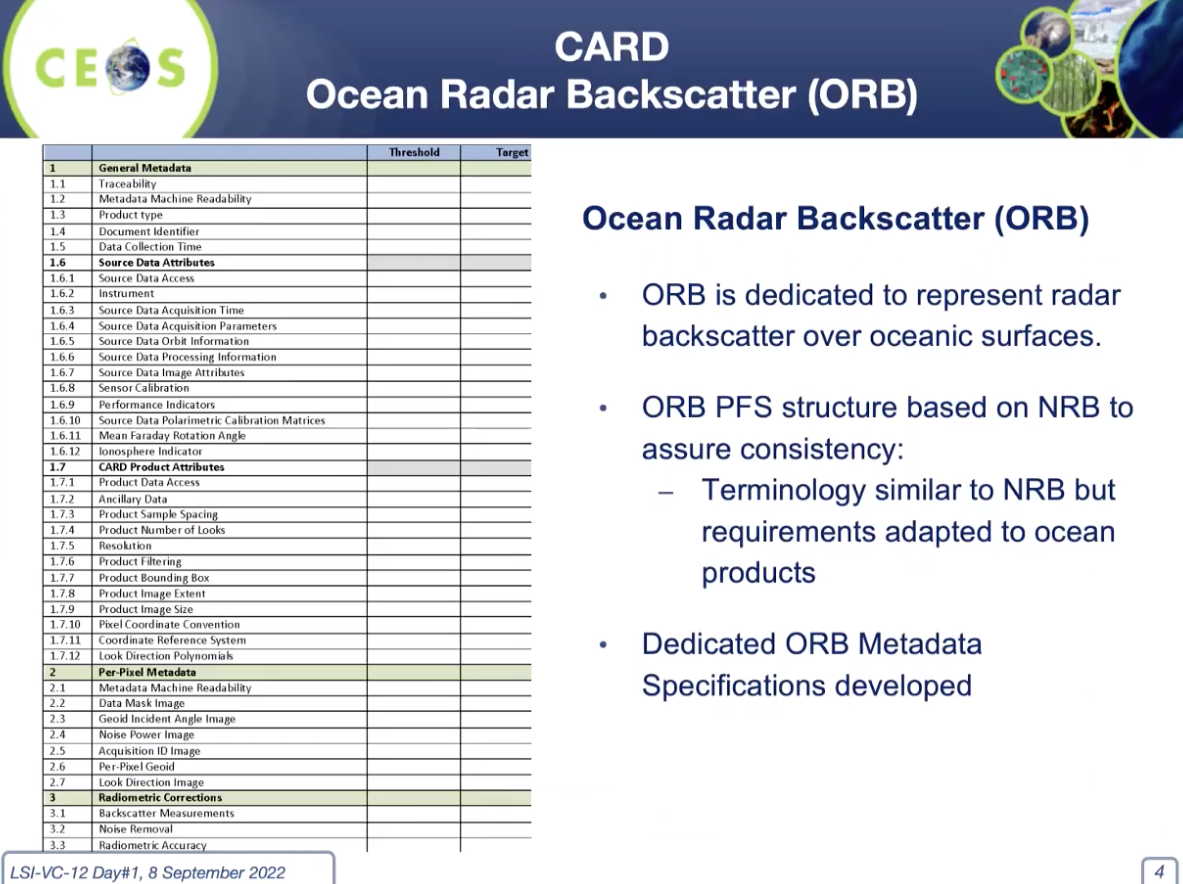 CEOS
CARD
Ocean Radar Backscatter (ORB)
Threshold Target
1 General Metadata
1.1 Traceability
1.2 Metadata Machine Readability
1.3 Product type
1.4 Document Identifier
1.5 Data Collection Time
1.6 Source Data Attributes
1.6.1 Source Data Access
1.6.2 Instrument
1.6.3 Source Data Acquisition Time
1.6.4 Source Data Acquisition Parameters
1.6.5 Source Data Orbit Information
1.6.6 Source Data Processing Information
1.6.7 Source Data Image Attributes
1.6.8 Sensor Calibration
1.6.9 Performance Indicators
1.6.10 Source Data Polarimetric Calibration Matrices
1.6.11 Mean Faraday Rotation Angle
1.6.12 Ionosphere Indicator
1.7 CARD Product Attributes
1.7.1 Product Data Access
1.7.2 Ancillary Data
1.7.3 Product Sample Spacing
1.7.4 Product Number of Looks
1.7.5 Resolution
1.7.6 Product Filtering
1.7.7 Product Bounding Box
1.7.8 Product Image Extent
1.7.9 Product Image Size
1.7.10 Pixel Coordinate Convention
1.7.11 Coordinate Reference System
1.7.12 Look Direction Polynomials
2 Per-Pixel Metadata
2.1 Metadata Machine Readability
2.2 Data Mask Image
2.3 Geoid Incident Angle Image
2.4 Noise Power Image
2.5 Acquisition ID Image
2.6 Per-Pixel Geoid
2.7 Look Direction Image
3 Radiometric Corrections
3.1 Backscatter Measurements
3.2 Noise Removal
3.3 Radiometric Accuracy
Ocean Radar Backscatter (ORB)
• ORB is dedicated to represent radar
backscatter over oceanic surfaces.
• ORB PFS structure based on NRB to
assure consistency:
– Terminology similar to NRB but
requirements adapted to ocean
products
• Dedicated ORB Metadata
Specifications developed
LSI-VC-12 Day#1, 8 September 2022
4